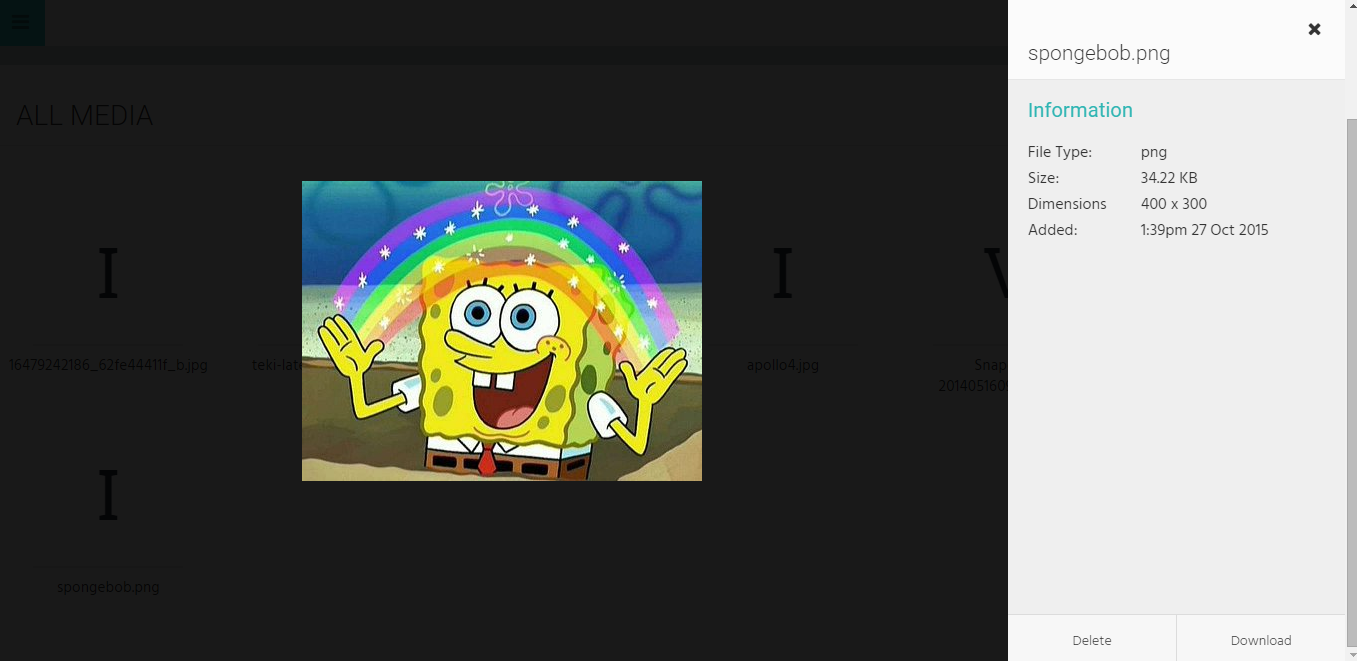 ALL MEDIA
I
I
16479242186_62fe44411f_b.jpg
apollo4.jpg
Snap
I
spongebob.png
spongebob.png
Information
File Type: png
Size: 34.22 KB
Dimensions 400 x 300
Added: 1:39pm 27 Oct 2015
Delete Download